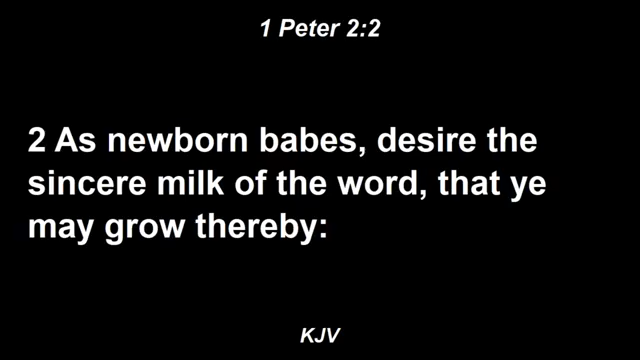 1 Peter 2:2
2 As newborn babes, desire the
sincere milk of the word, that ye
may grow thereby:
KJV